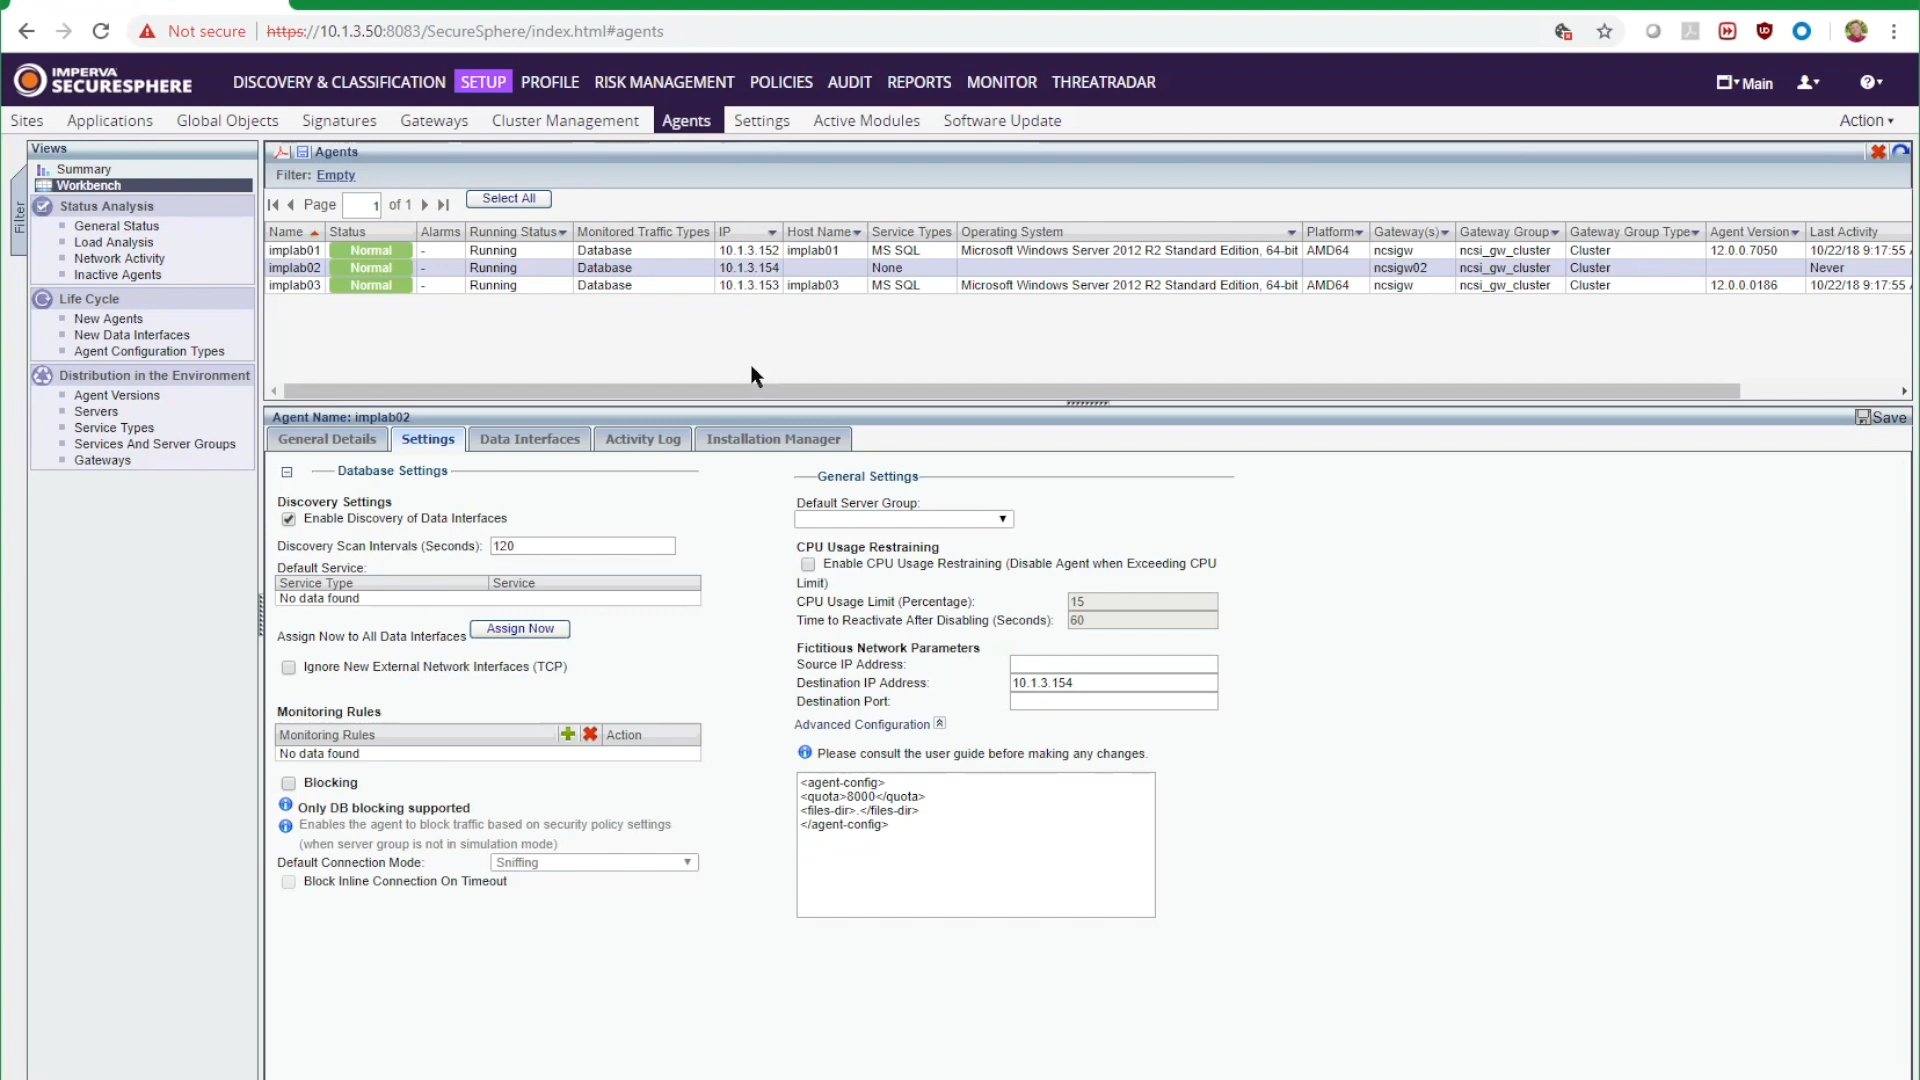 Not secure https://10.1.3.50:8083/SecureSphere/index.html#agents
IMPERVA
SECURESPHERE
DISCOVERY & CLASSIFICATION SETUP PROFILE RISK MANAGEMENT POLICIES AUDIT REPORTS MONITOR THREATRADAR Main
Sites Applications Global Objects Signatures Gateways Cluster Management Agents Settings Active Modules Software Update Action
Filter
Views
Summary
Workbench
Status Analysis
General Status
Load Analysis
Network Activity
Inactive Agents
Life Cycle
New Agents
New Data Interfaces
Agent Configuration Types
Distribution in the Environment
Agent Versions
Servers
Service Types
Services And Server Groups
Gateways
Agents
Filter: Empty
Page 1 of 1 Select All
Name Status Alarms Running Status Monitored Traffic Types IP Host Name Service Types Operating System Platform Gateway(s) Gateway Group Gateway Group Type Agent Version Last Activity
implab01 Normal - Running Database 10.1.3.152 implab01 MS SQL Microsoft Windows Server 2012 R2 Standard Edition, 64-bit AMD64 ncsigw ncsi_gw_cluster Cluster 12.0.0.7050 10/22/18 9:17:55
implab02 Normal - Running Database 10.1.3.154 None ncsigw02 ncsi_gw_cluster Cluster Never
implab03 Normal - Running Database 10.1.3.153 implab03 MS SQL Microsoft Windows Server 2012 R2 Standard Edition, 64-bit AMD64 ncsigw ncsi_gw_cluster Cluster 12.0.0.0186 10/22/18 9:17:55
Agent Name: implab02 Save
General Details Settings Data Interfaces Activity Log Installation Manager
Database Settings
Discovery Settings
Enable Discovery of Data Interfaces
Discovery Scan Intervals (Seconds): 120
Default Service:
Service Type Service
No data found
Assign Now to All Data Interfaces Assign Now
Ignore New External Network Interfaces (TCP)
Monitoring Rules
Monitoring Rules Action
No data found
Blocking
Only DB blocking supported
Enables the agent to block traffic based on security policy settings
(when server group is not in simulation mode)
Default Connection Mode: Sniffing
Block Inline Connection On Timeout
General Settings
Default Server Group:
CPU Usage Restraining
Enable CPU Usage Restraining (Disable Agent when Exceeding CPU
Limit)
CPU Usage Limit (Percentage): 15
Time to Reactivate After Disabling (Seconds): 60
Fictitious Network Parameters
Source IP Address:
Destination IP Address: 10.1.3.154
Destination Port:
Advanced Configuration
Please consult the user guide before making any changes.
<agent-config>
<quota>8000</quota>
<files-dir>.</files-dir>
</agent-config>